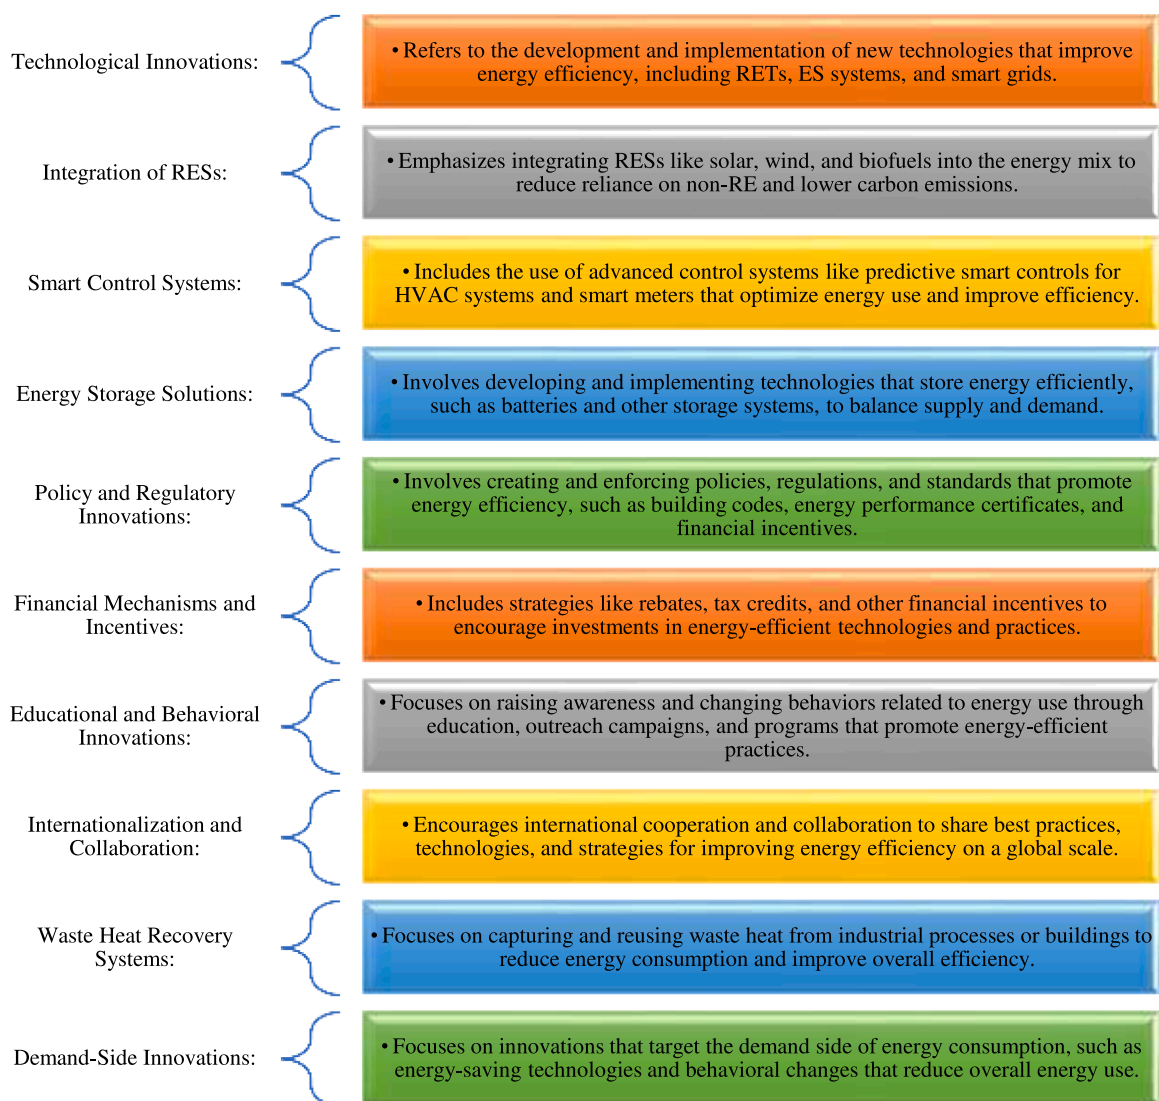 Technological Innovations:
• Refers to the development and implementation of new technologies that improve
energy efficiency, including RETs, ES systems, and smart grids.
Integration of RESs:
• Emphasizes integrating RESs like solar, wind, and biofuels into the energy mix to
reduce reliance on non-RE and lower carbon emissions.
Smart Control Systems:
• Includes the use of advanced control systems like predictive smart controls for
HVAC systems and smart meters that optimize energy use and improve efficiency.
Energy Storage Solutions:
• Involves developing and implementing technologies that store energy efficiently,
such as batteries and other storage systems, to balance supply and demand.
Policy and Regulatory
Innovations:
• Involves creating and enforcing policies, regulations, and standards that promote
energy efficiency, such as building codes, energy performance certificates, and
financial incentives.
Financial Mechanisms and
Incentives:
• Includes strategies like rebates, tax credits, and other financial incentives to
encourage investments in energy-efficient technologies and practices.
Educational and Behavioral
Innovations:
• Focuses on raising awareness and changing behaviors related to energy use through
education, outreach campaigns, and programs that promote energy-efficient
practices.
Internationalization and
Collaboration:
• Encourages international cooperation and collaboration to share best practices,
technologies, and strategies for improving energy efficiency on a global scale.
Waste Heat Recovery
Systems:
• Focuses on capturing and reusing waste heat from industrial processes or buildings to
reduce energy consumption and improve overall efficiency.
Demand-Side Innovations:
• Focuses on innovations that target the demand side of energy consumption, such as
energy-saving technologies and behavioral changes that reduce overall energy use.